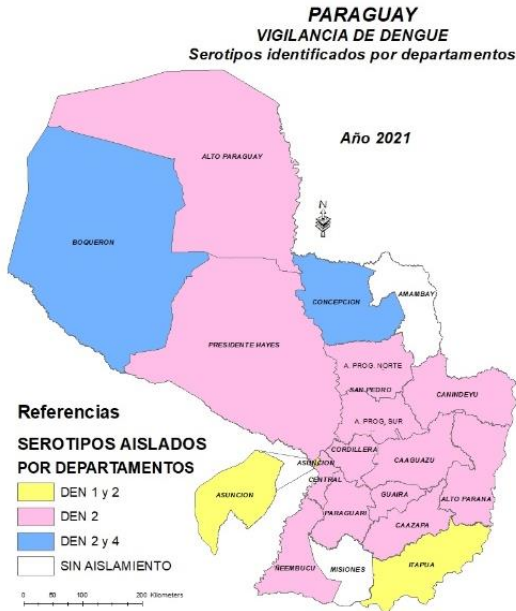 PARAGUAY
VIGILANCIA DE DENGUE
Serotipos identificados por departamentos
Año 2021
N
ALTO PARAGUAY
BOQUERON
CONCEPCION
AMAMBAY
PRESIDENTE HAYES
A. PROG. NORTE
SAN PEDRO
CANINDEYU
A. PROG. SUR
CORDILLERA
ASUNCION
CAAGUAZU
CENTRAL
ASUNCION
GUAIRA
ALTO PARANA
PARAGUARI
CAAZAPA
ÑEEMBUCU
MISIONES
ITAPUA
Referencias
SEROTIPOS AISLADOS
POR DEPARTAMENTOS
DEN 1 y 2
DEN 2
DEN 2 y 4
SIN AISLAMIENTO
0 50 100 200 Kilometers